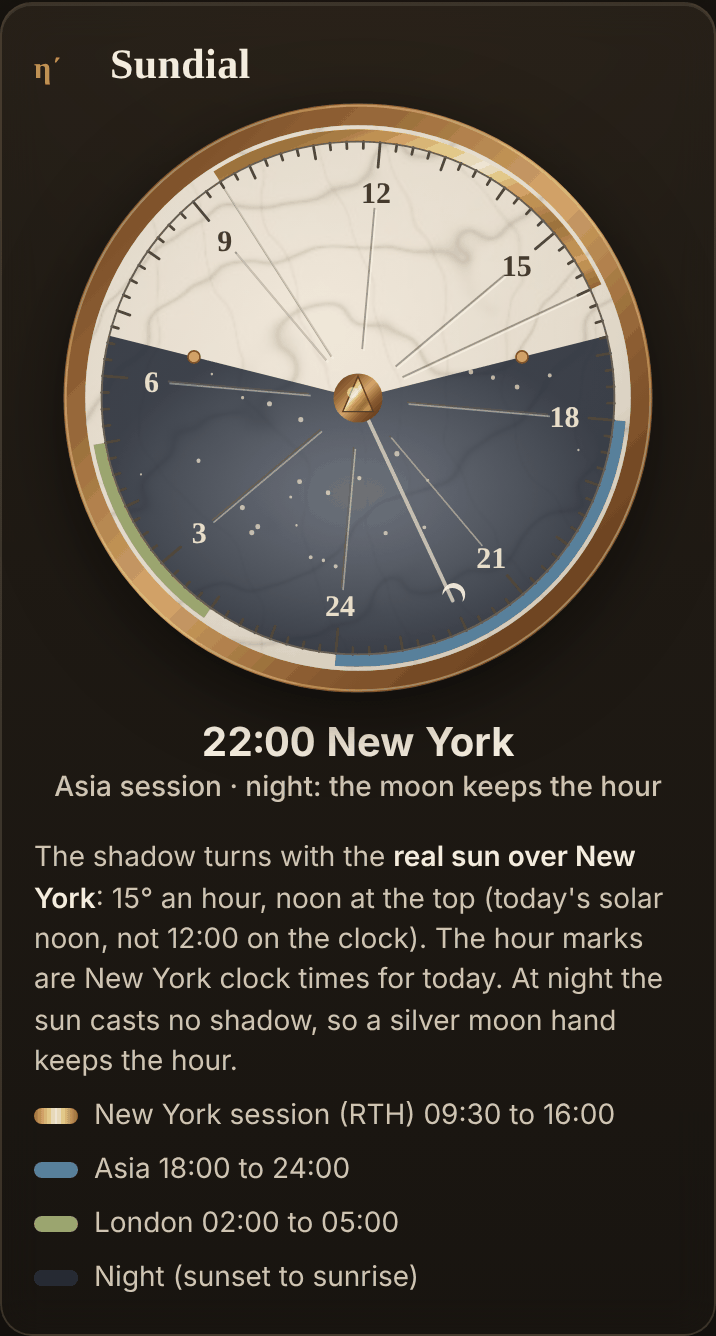 η΄ Sundial
12
9
15
6
18
3
21
24
22:00 New York
Asia session · night: the moon keeps the hour
The shadow turns with the real sun over New
York: 15° an hour, noon at the top (today's solar
noon, not 12:00 on the clock). The hour marks
are New York clock times for today. At night the
sun casts no shadow, so a silver moon hand
keeps the hour.
New York session (RTH) 09:30 to 16:00
Asia 18:00 to 24:00
London 02:00 to 05:00
Night (sunset to sunrise)